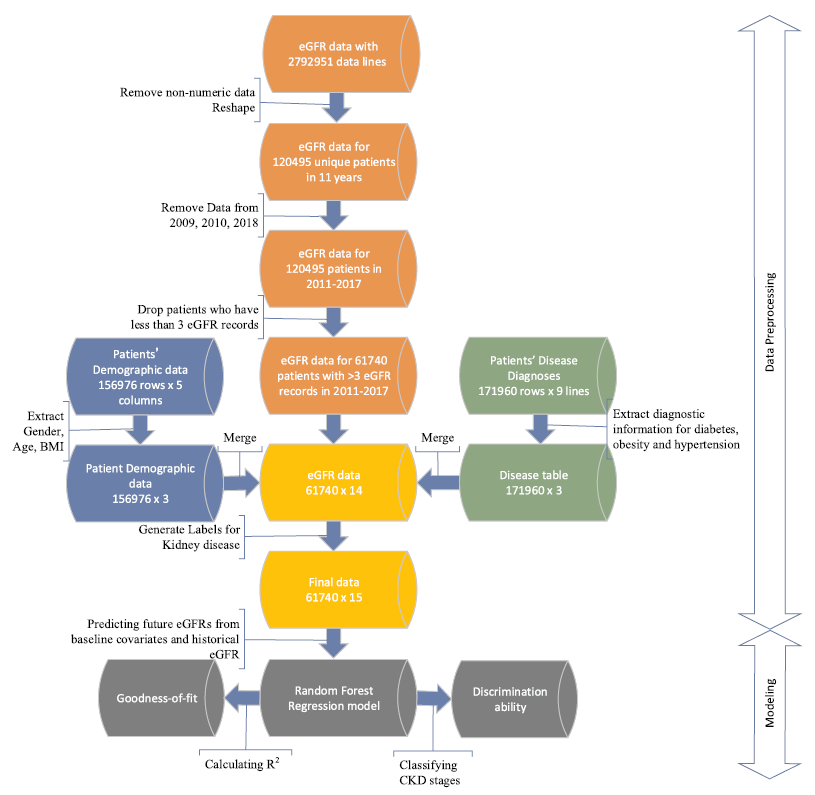 eGFR data with
2792951 data lines
Remove non-numeric data
Reshape
eGFR data for
120495 unique patients
in 11 years
Remove Data from
2009, 2010, 2018
eGFR data for
120495 patients in
2011-2017
Drop patients who have
less than 3 eGFR records
Patients'
Demographic data
156976 rows x 5
columns
eGFR data for 61740
patients with >3 eGFR
records in 2011-2017
Patients' Disease
Diagnoses
171960 rows x 9 lines
Extract
Gender,
Age, BMI
Merge
Merge
Extract diagnostic
information for diabetes,
obesity and hypertension
Patient Demographic
data
156976 x 3
eGFR data
61740 x 14
Disease table
171960 x 3
Generate Labels for
Kidney disease
Final data
61740 x 15
Predicting future eGFRs from
baseline covariates and historical
eGFR
Goodness-of-fit
Random Forest
Regression model
Discrimination
ability
Calculating R²
Classifying
CKD stages
Data Preprocessing
Modeling